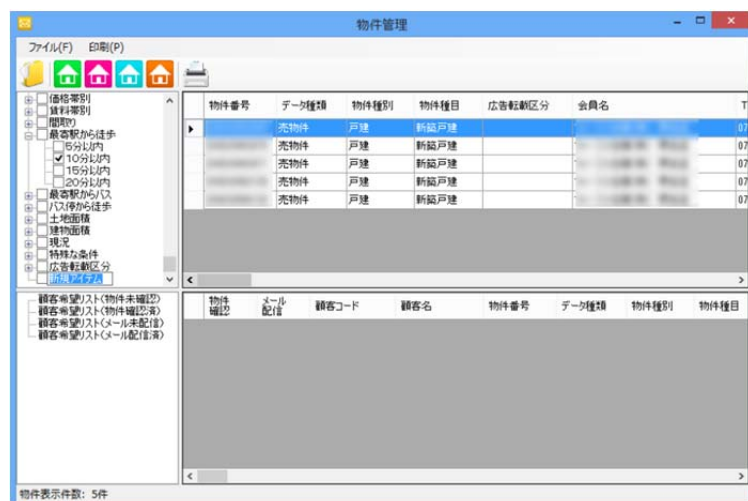 物件管理
ファイル(F) 印刷(P)
価格帯別
賃料帯別
間取り
最寄駅から徒歩
5分以内
10分以内
15分以内
20分以内
最寄駅からバス
バス停から徒歩
土地面積
建物面積
現況
特殊な条件
広告転載区分
新規アイテム
物件番号 データ種類 物件種別 物件種目 広告転載区分 会員名 T
売物件 戸建 新築戸建 07
売物件 戸建 新築戸建 07
売物件 戸建 新築戸建 07
売物件 戸建 新築戸建 07
売物件 戸建 新築戸建 07
顧客希望リスト(物件未確認)
顧客希望リスト(物件確認済)
顧客希望リスト(メール未配信)
顧客希望リスト(メール配信済)
物件確認 メール配信 顧客コード 顧客名 物件番号 データ種類 物件種別 物件種目
物件表示件数: 5件